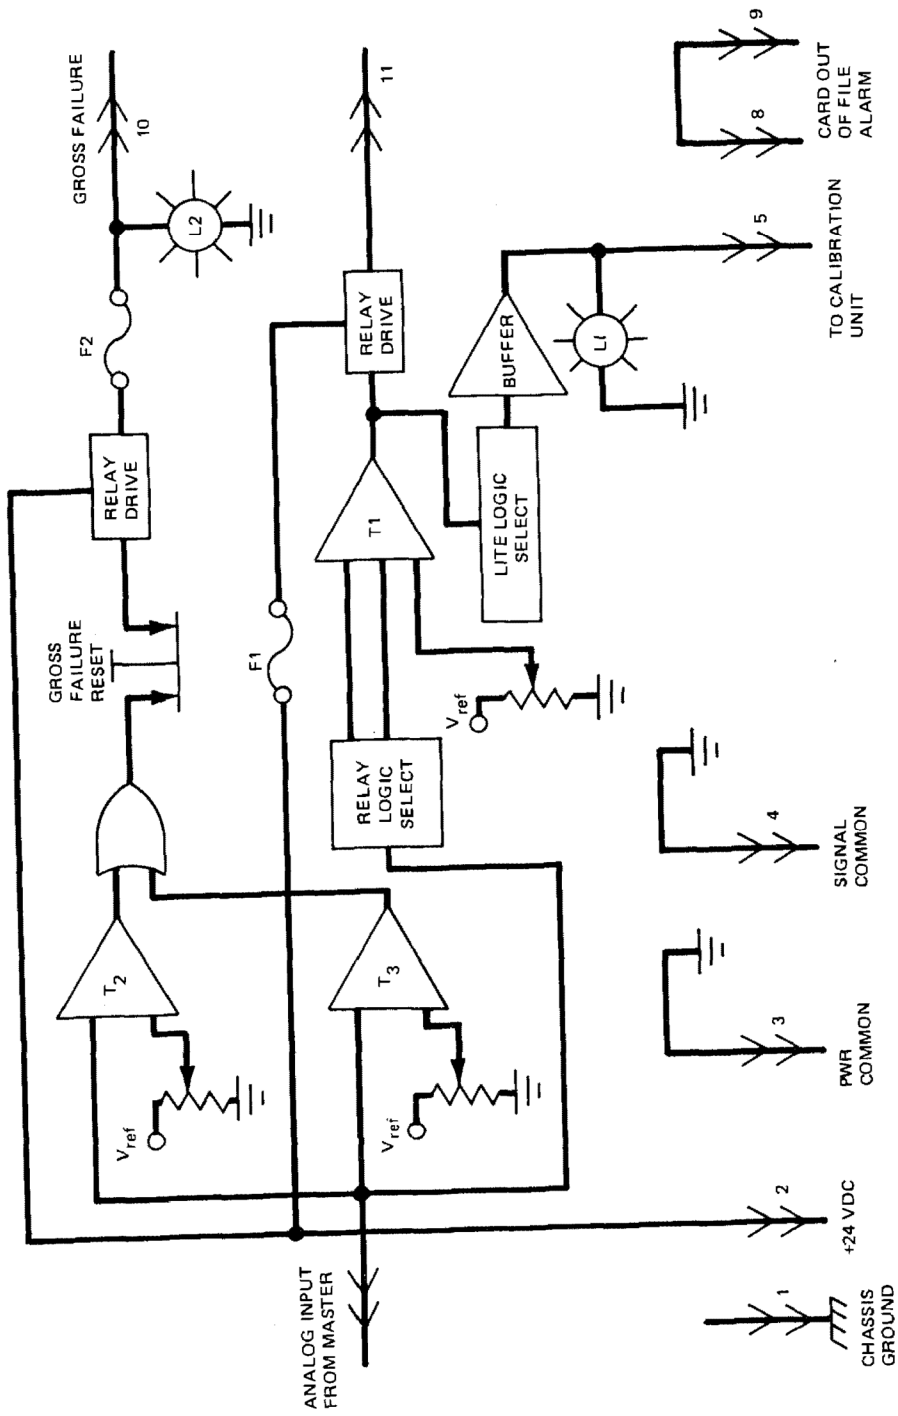 GROSS FAILURE
10
F2
L2
RELAY
DRIVE
GROSS
FAILURE
RESET
T2
Vref
11
RELAY
DRIVE
F1
T1
RELAY
LOGIC
SELECT
Vref
LITE LOGIC
SELECT
BUFFER
L1
T3
Vref
ANALOG INPUT
FROM MASTER
1
CHASSIS
GROUND
2
+24 VDC
3
PWR
COMMON
4
SIGNAL
COMMON
5
TO CALIBRATION
UNIT
8
9
CARD OUT
OF FILE
ALARM